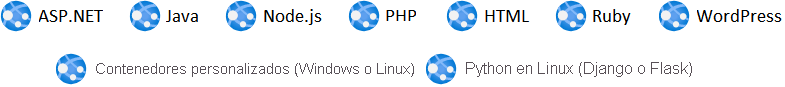 ASP.NET Java Node.js PHP HTML Ruby WordPress
Contenedores personalizados (Windows o Linux) Python en Linux (Django o Flask)